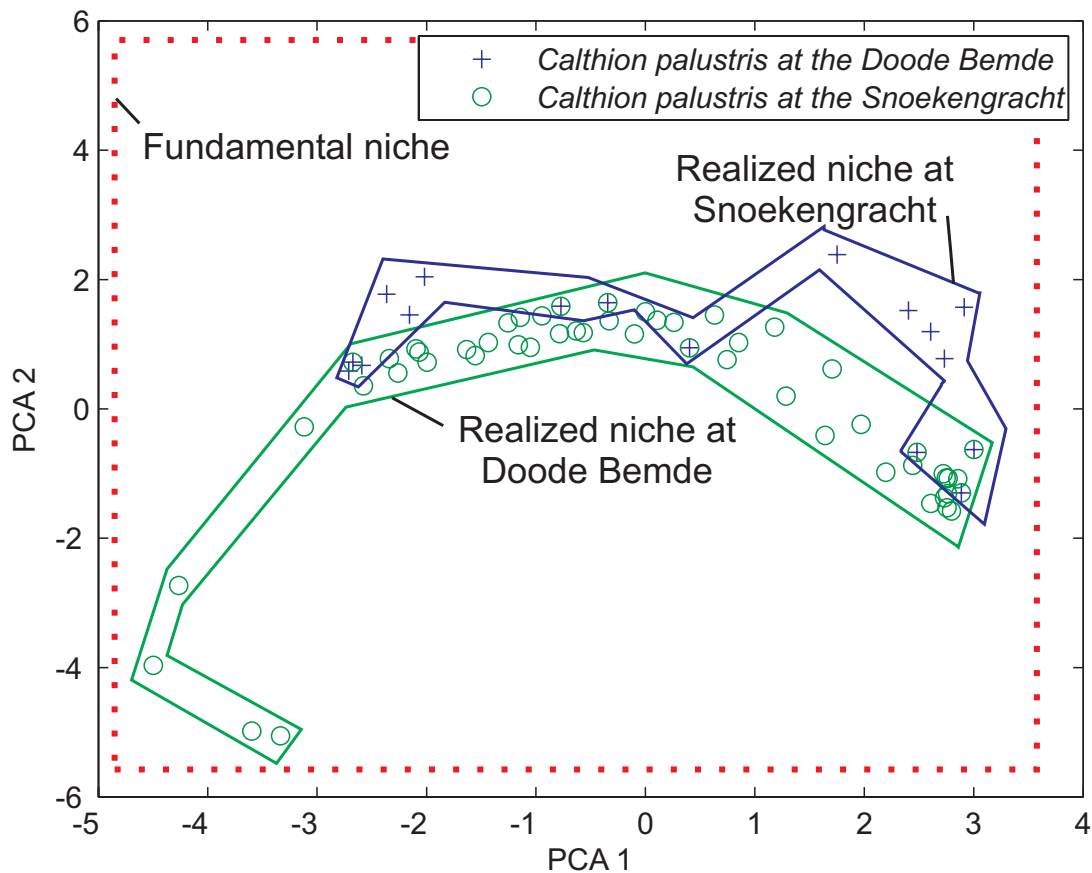 6
4
2
0
-2
-4
-6
PCA 2
Calthion palustris at the Doode Bemde
Calthion palustris at the Snoekengracht
Fundamental niche
Realized niche at
Snoekengracht
Realized niche at
Doode Bemde
-5 -4 -3 -2 -1 0 1 2 3 4
PCA 1